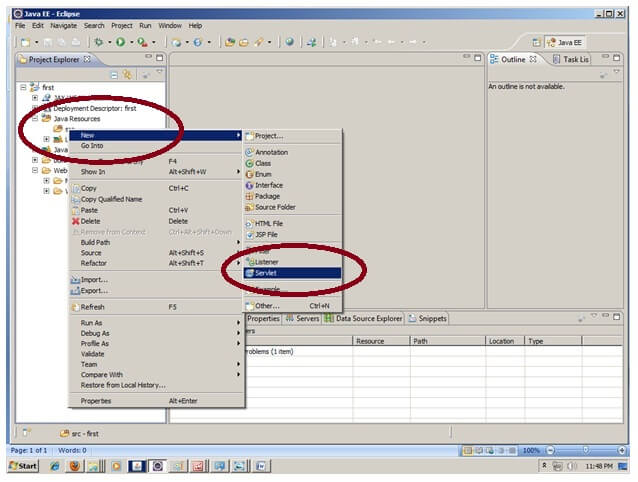 Java EE - Eclipse
File Edit Navigate Search Project Run Window Help
Java EE
Project Explorer
Outline
Task Lis
An outline is not available.
first
Deployment Descriptor: first
Java Resources
src
New
Go Into
F4
Show In Alt+Shift+W
Copy Ctrl+C
Copy Qualified Name
Paste Ctrl+V
Delete Delete
Remove from Context Ctrl+Alt+Shift+Down
Build Path
Source Alt+Shift+S
Refactor Alt+Shift+T
Import...
Export...
Refresh F5
Run As
Debug As
Profile As
Validate
Team
Compare With
Restore from Local History...
Properties Alt+Enter
Java
Web
Project...
Annotation
Class
Enum
Interface
Package
Source Folder
HTML File
JSP File
Filter
Listener
Servlet
Example...
Other... Ctrl+N
Properties
Servers
Data Source Explorer
Snippets
ers
Resource Path Location Type
roblems (1 item)
src - first
Page: 1 of 1 Words: 0
100%
Start
11:48 PM